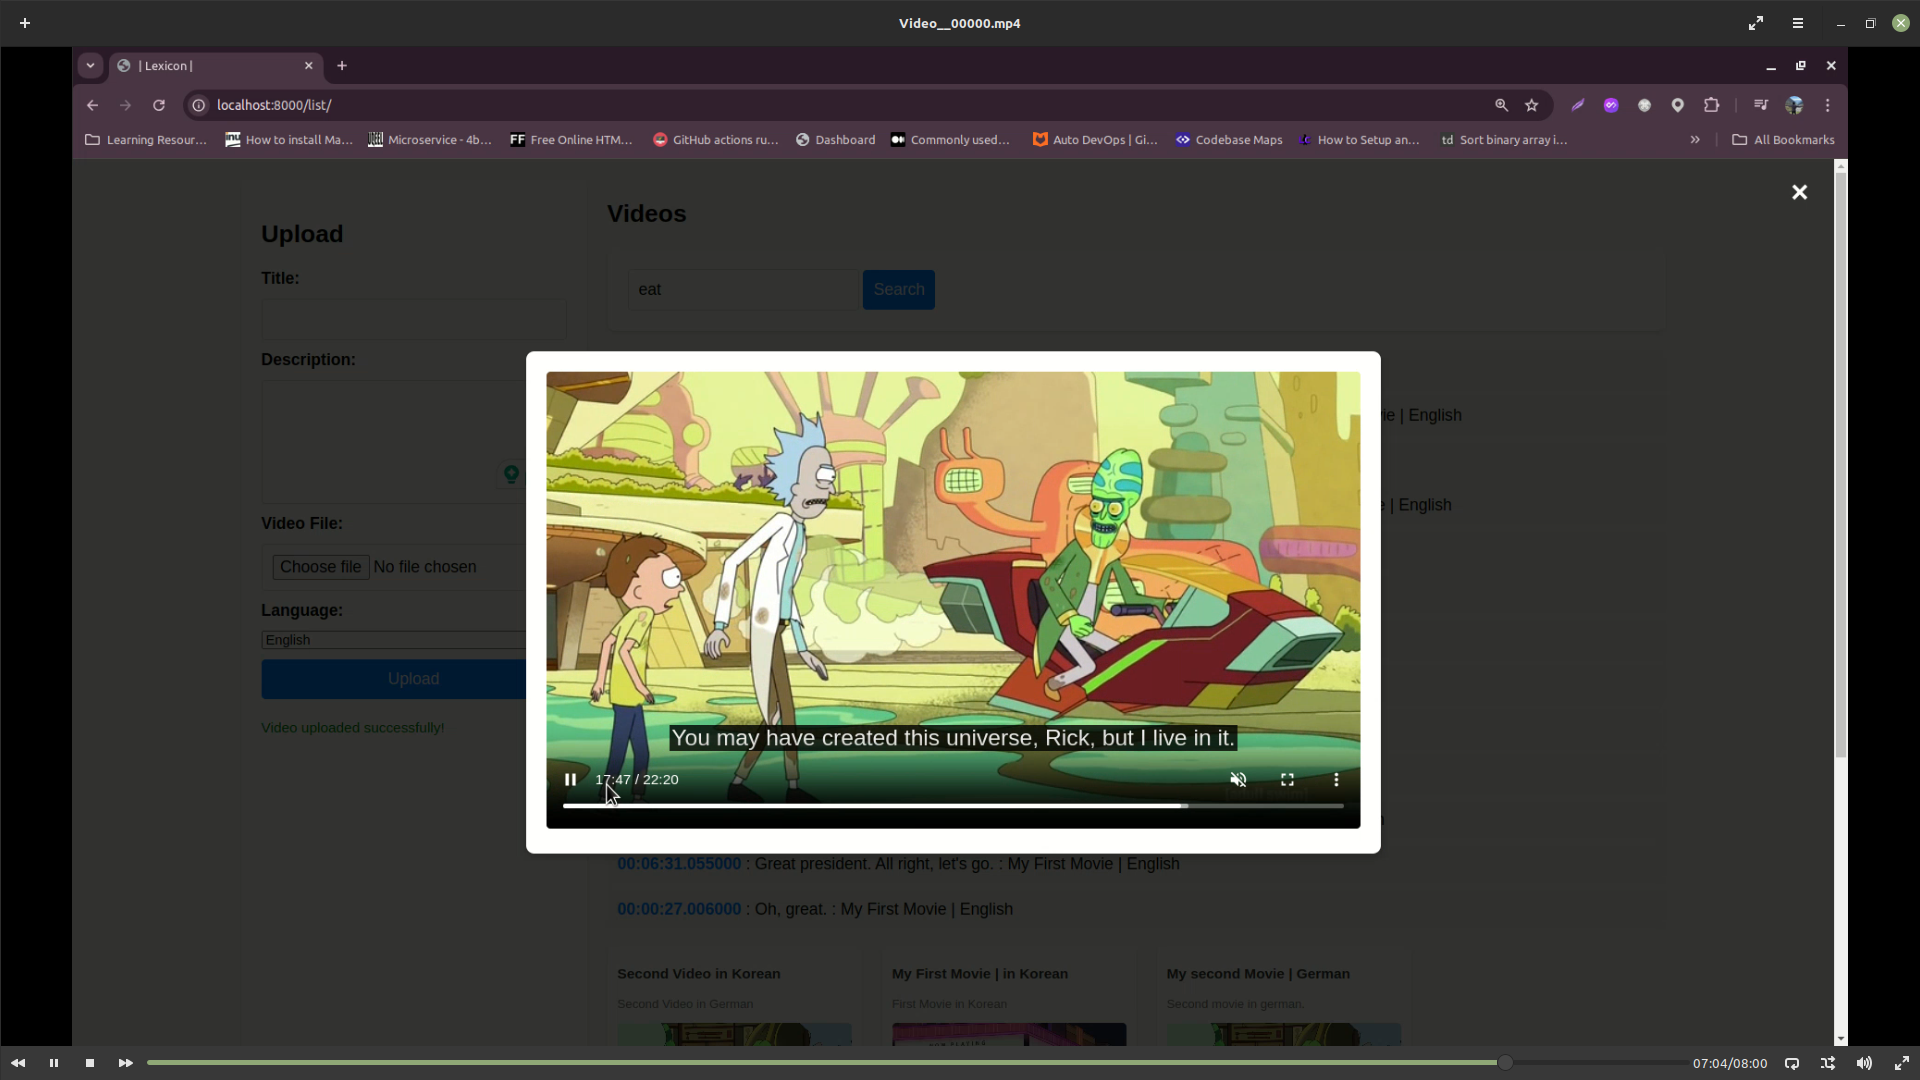 Video__00000.mp4
| Lexicon |
localhost:8000/list/
Learning Resour...
How to install Ma...
Microservice - 4b...
FF Free Online HTM...
GitHub actions ru...
Dashboard
Commonly used...
Auto DevOps | Gi...
Codebase Maps
How to Setup an...
td Sort binary array i...
All Bookmarks
Upload
Title:
Description:
Video File:
Choose file No file chosen
Language:
English
Upload
Video uploaded successfully!
Videos
eat
Search
ie | English
e | English
You may have created this universe, Rick, but I live in it.
17:47 / 22:20
00:06:31.055000 : Great president. All right, let's go. : My First Movie | English
00:00:27.006000 : Oh, great. : My First Movie | English
Second Video in Korean
Second Video in German
My First Movie | in Korean
First Movie in Korean
My second Movie | German
Second movie in german.
07:04/08:00